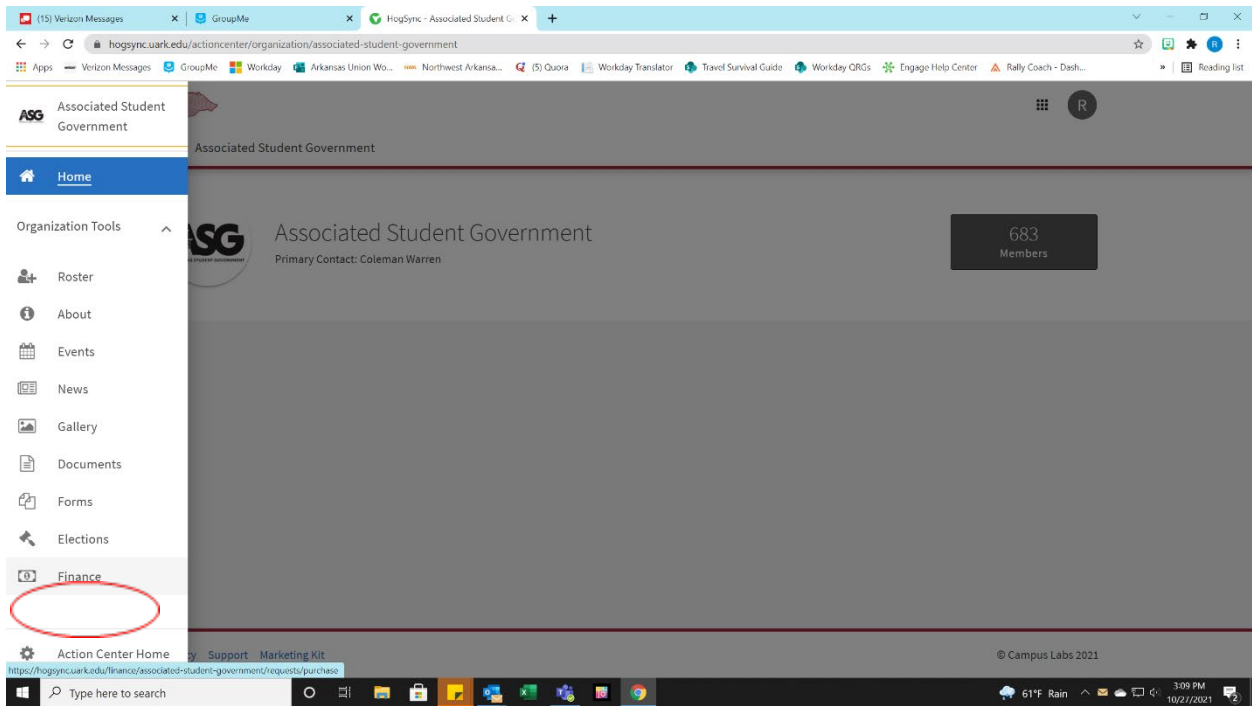 (15) Verizon Messages
GroupMe
HogSync - Associated Student G
hogsync.uark.edu/actioncenter/organization/associated-student-government
R
Apps Verizon Messages GroupMe Workday Arkansas Union Wo... Northwest Arkansa... (5) Quora Workday Translator Travel Survival Guide Workday QRGs Engage Help Center Rally Coach - Dash... » Reading list
ASG
Associated Student
Government
R
Associated Student Government
Home
Organization Tools
ASG
Associated Student Government
Primary Contact: Coleman Warren
683
Members
Roster
About
Events
News
Gallery
Documents
Forms
Elections
Finance
Action Center Home
cy Support Marketing Kit
© Campus Labs 2021
https://hogsync.uark.edu/finance/associated-student-government/requests/purchase
Type here to search
61°F Rain
3:09 PM
10/27/2021
2